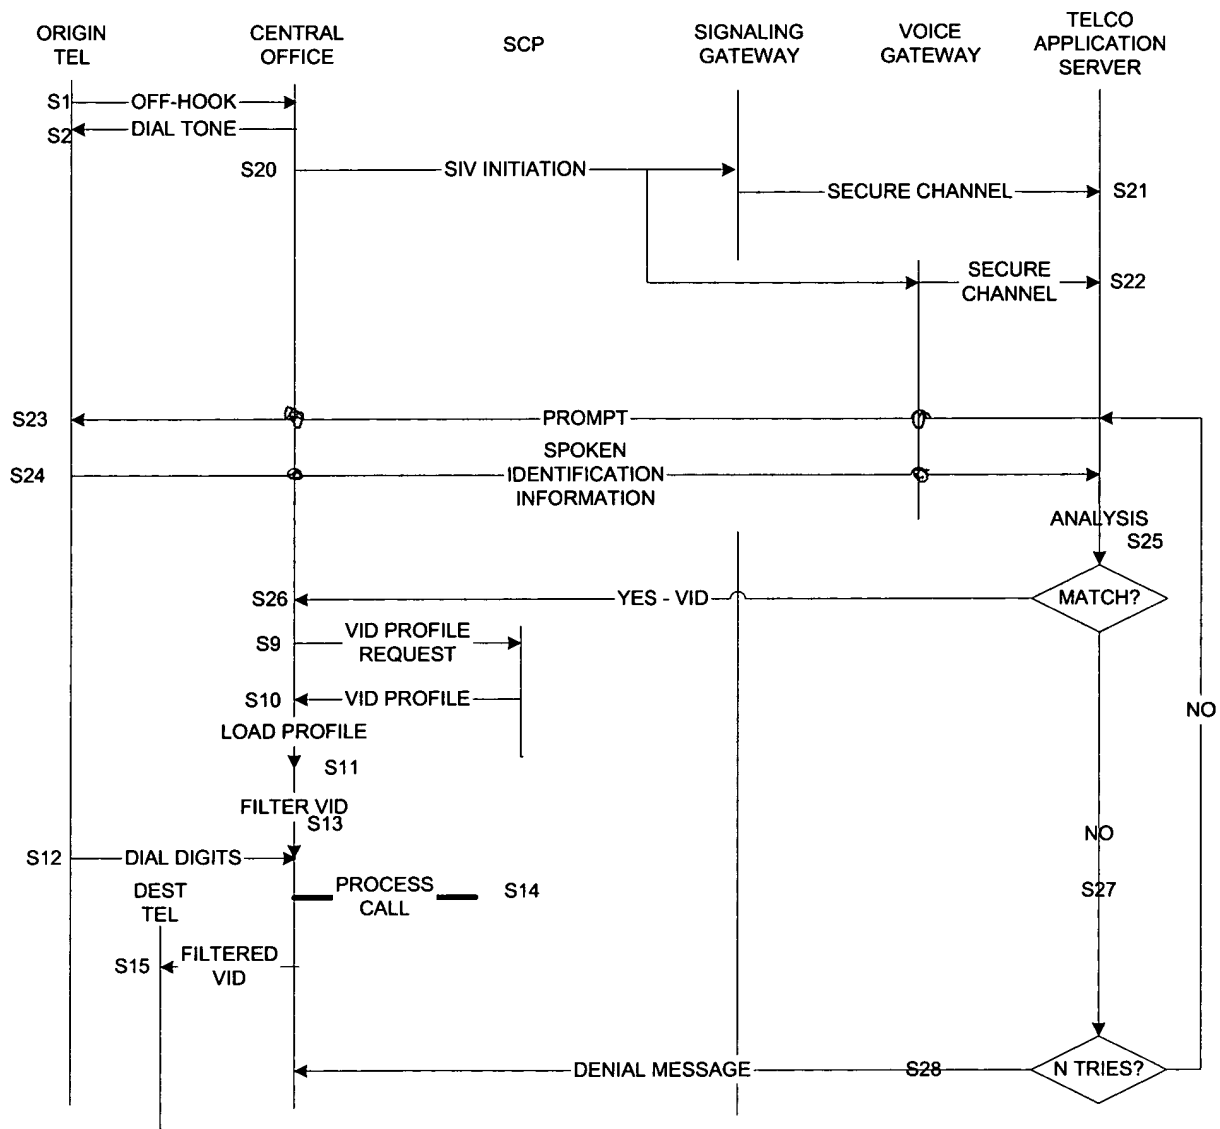 ORIGIN
TEL
CENTRAL
OFFICE
SCP
SIGNALING
GATEWAY
VOICE
GATEWAY
TELCO
APPLICATION
SERVER
S1
OFF-HOOK
S2
DIAL TONE
S20
SIV INITIATION
SECURE CHANNEL
S21
SECURE
CHANNEL
S22
S23
PROMPT
S24
SPOKEN
IDENTIFICATION
INFORMATION
ANALYSIS
S25
S26
YES - VID
MATCH?
S9
VID PROFILE
REQUEST
S10
VID PROFILE
NO
LOAD PROFILE
S11
FILTER VID
S13
NO
S12
DIAL DIGITS
DEST
TEL
PROCESS
CALL
S14
S27
S15
FILTERED
VID
DENIAL MESSAGE
S28
N TRIES?